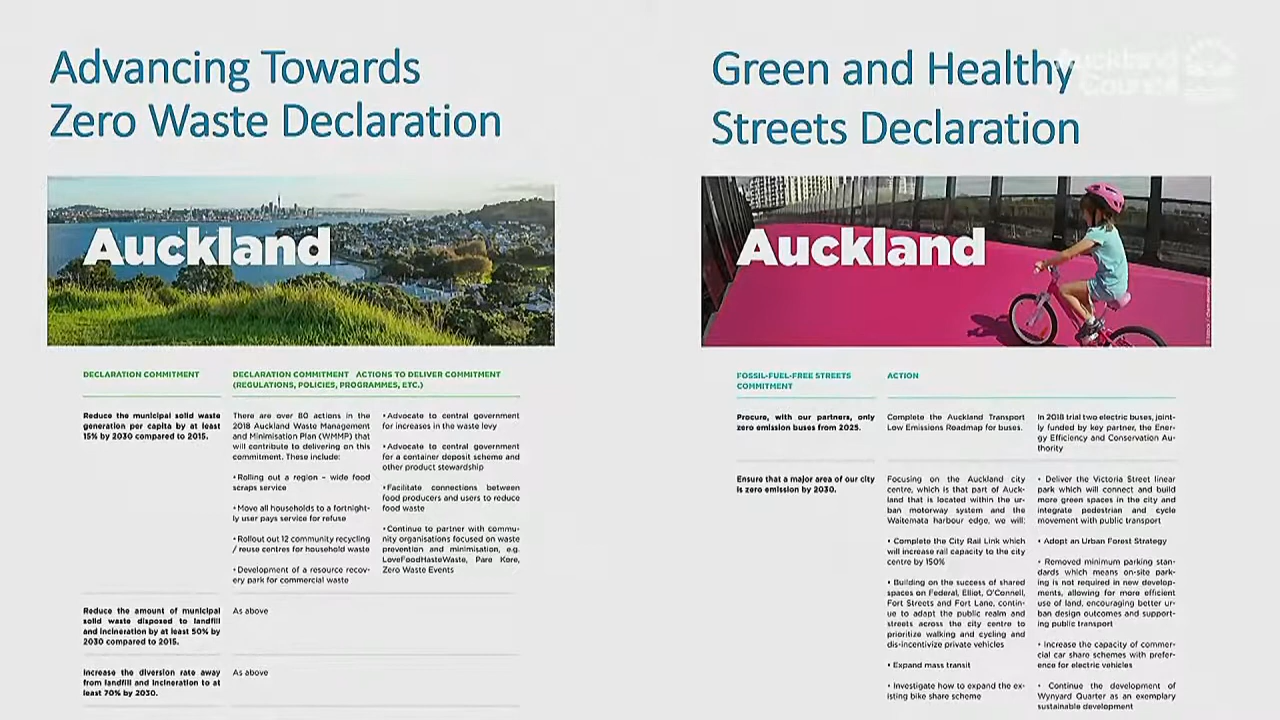 Advancing Towards
Zero Waste Declaration
Auckland
DECLARATION COMMITMENT
DECLARATION COMMITMENT ACTIONS TO DELIVER COMMITMENT
(REGULATIONS, POLICIES, PROGRAMMES, ETC.)
Reduce the municipal solid waste
generation per capita by at least
15% by 2030 compared to 2015.
There are over 80 actions in the
2018 Auckland Waste Management
and Minimisation Plan (WMMP) that
will contribute to delivering on this
commitment. These include:
• Rolling out a region – wide food
scraps service
• Move all households to a fortnight-
ly user pays service for refuse
• Rollout 12 community recycling
/ reuse centres for household waste
• Development of a resource recov-
ery park for commercial waste
• Advocate to central government
for increases in the waste levy
• Advocate to central government
for a container deposit scheme and
other product stewardship
• Facilitate connections between
food producers and users to reduce
food waste
• Continue to partner with commu-
nity organisations focused on waste
prevention and minimisation, e.g.
LoveFoodHasteWaste, Pare Kore,
Zero Waste Events
Reduce the amount of municipal
solid waste disposed to landfill
and incineration by at least 50% by
2030 compared to 2015.
As above
Increase the diversion rate away
from landfill and incineration to at
least 70% by 2030.
As above
Green and Healthy
Streets Declaration
Auckland
Council
Auckland
FOSSIL-FUEL-FREE STREETS
COMMITMENT
ACTION
Procure, with our partners, only
zero emission buses from 2025.
Complete the Auckland Transport
Low Emissions Roadmap for buses.
In 2018 trial two electric buses, joint-
ly funded by key partner, the Ener-
gy Efficiency and Conservation Au-
thority
Ensure that a major area of our city
is zero emission by 2030.
Focusing on the Auckland city
centre, which is that part of Auck-
land that is located within the ur-
ban motorway system and the
Waitemata harbour edge, we will:
• Complete the City Rail Link which
will increase rail capacity to the city
centre by 150%
• Building on the success of shared
spaces on Federal, Elliot, O'Connell,
Fort Streets and Fort Lane, contin-
ue to adapt the public realm and
streets across the city centre to
prioritize walking and cycling and
dis-incentivize private vehicles
• Expand mass transit
• Investigate how to expand the ex-
isting bike share scheme
• Deliver the Victoria Street linear
park which will connect and build
more green spaces in the city and
integrate pedestrian and cycle
movement with public transport
• Adopt an Urban Forest Strategy
• Removed minimum parking stan-
dards which means on-site park-
ing is not required in new develop-
ments, allowing for more efficient
use of land, encouraging better ur-
ban design outcomes and support-
ing public transport
• Increase the capacity of commer-
cial car share schemes with prefer-
ence for electric vehicles
• Continue the development of
Wynyard Quarter as an exemplary
sustainable development